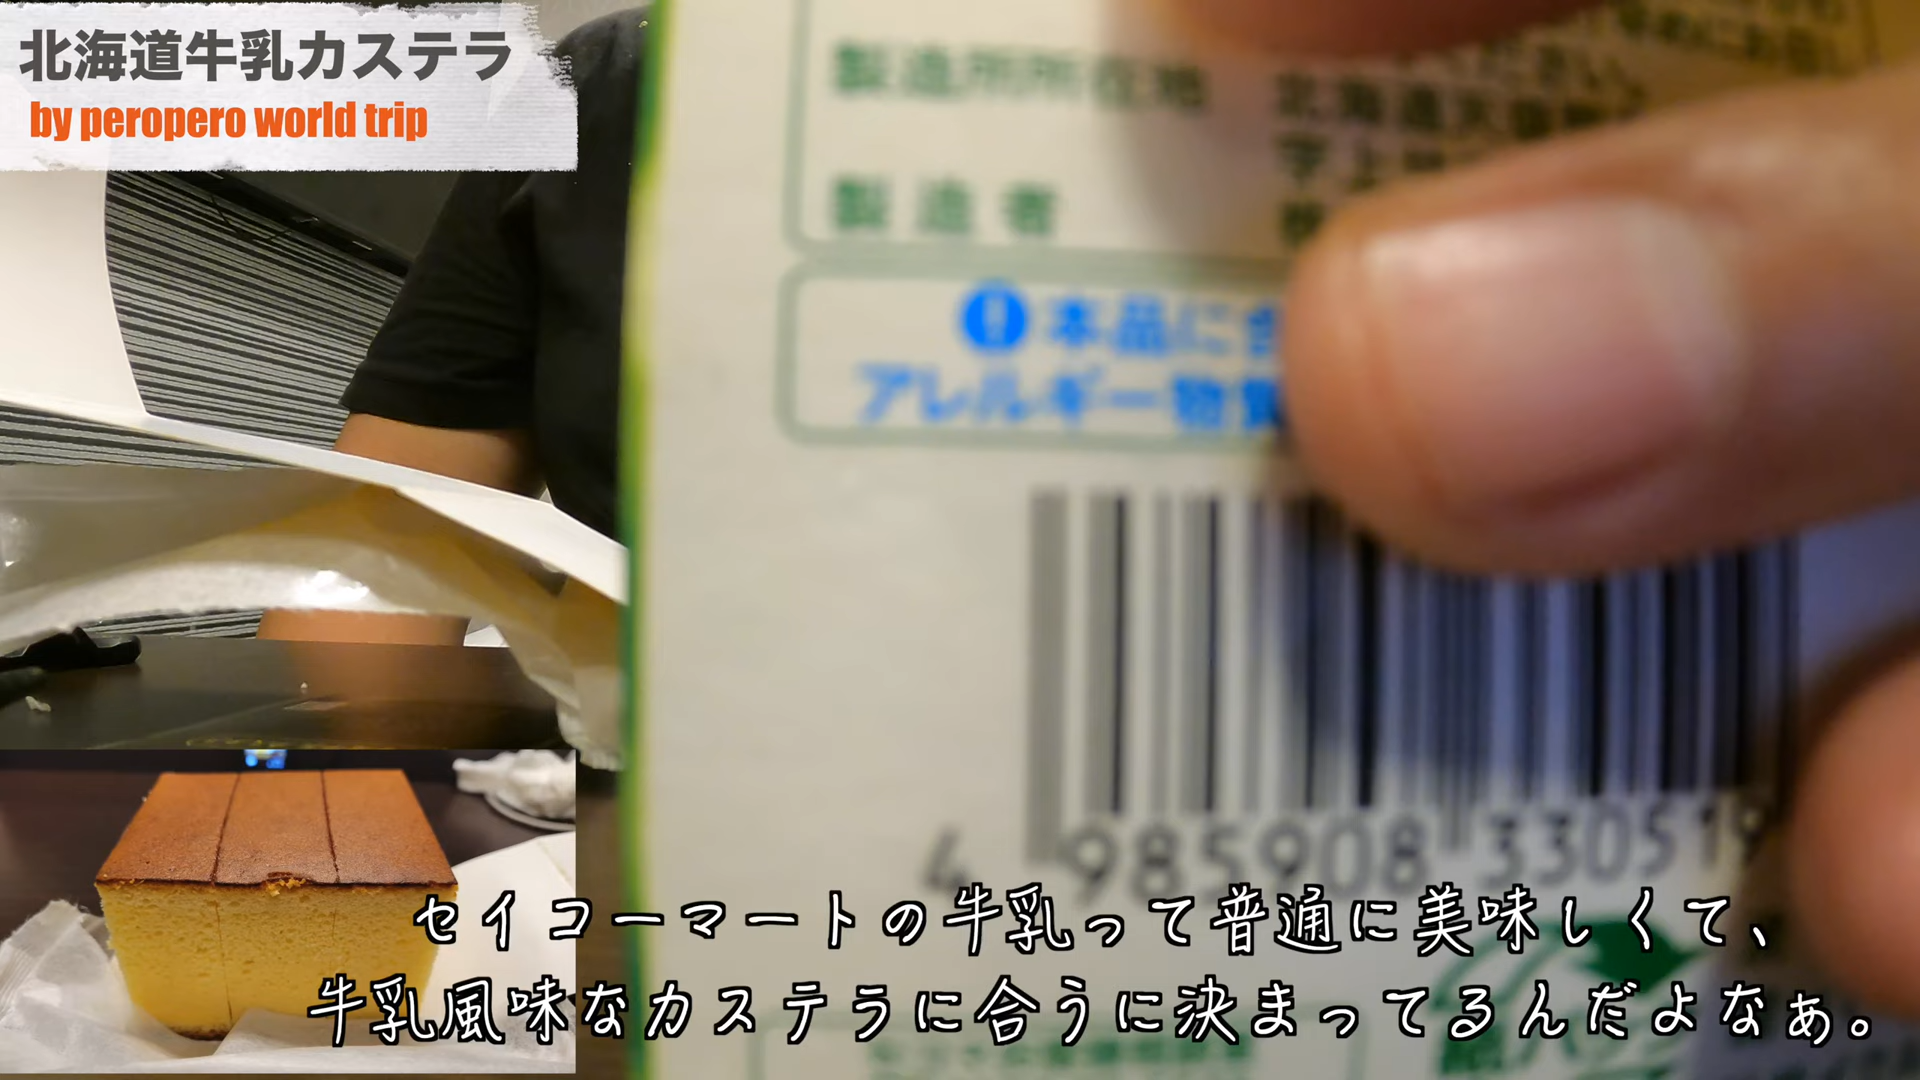 北海道牛乳カステラ
by peropero world trip
製造所所在地
製造者
本品に含
アレルギー物質
4 985908 33051
セイコーマートの牛乳って普通に美味しくて、
牛乳風味なカステラに合うに決まってるんだよなぁ。